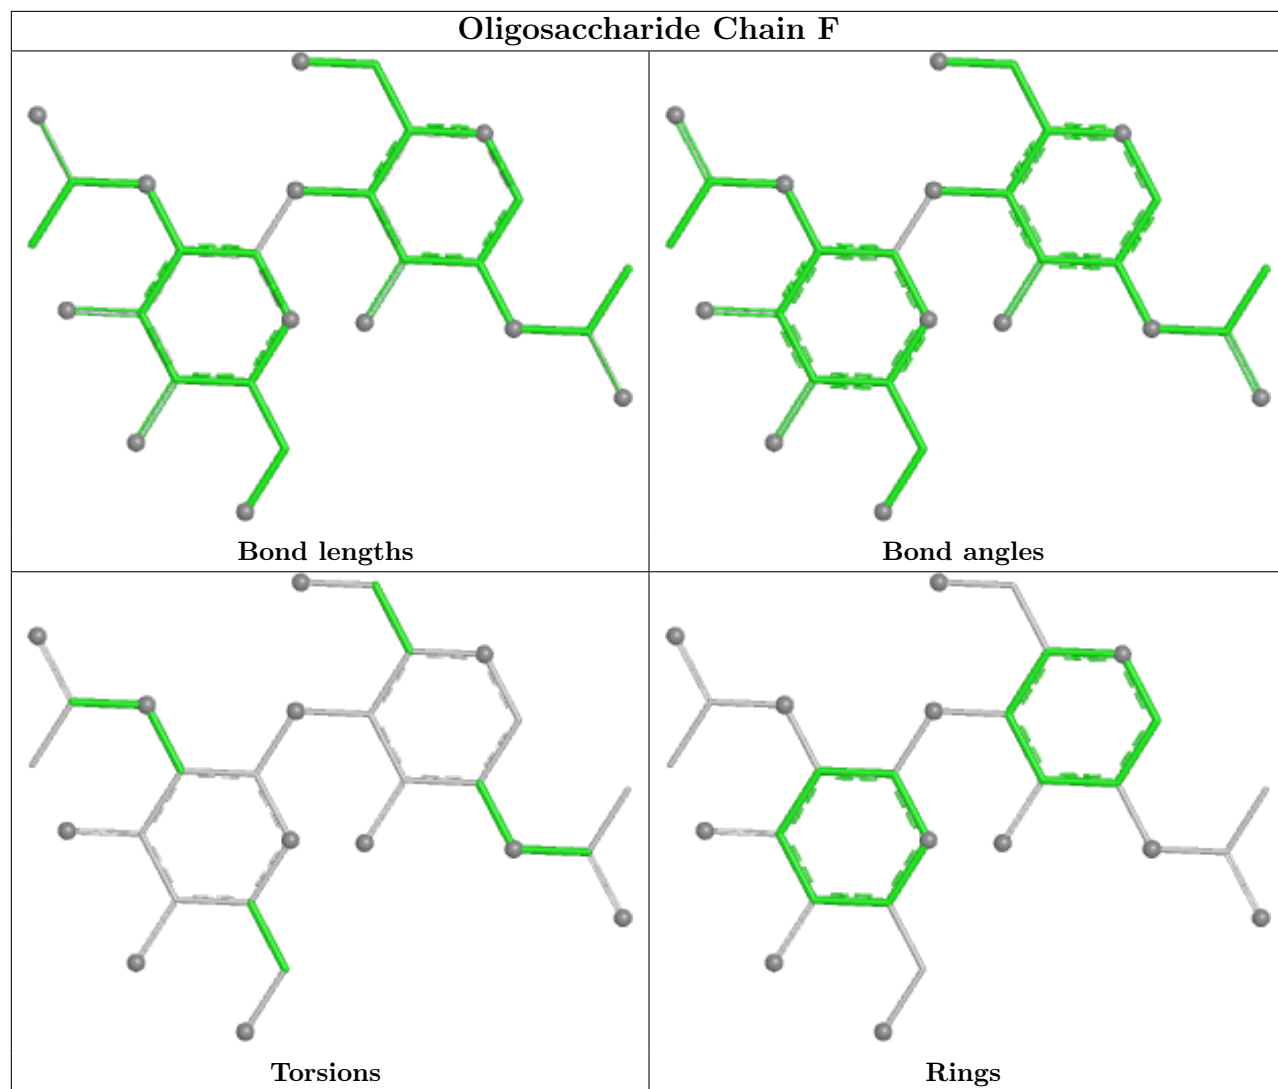 Oligosaccharide Chain F
Bond lengths
Bond angles
Torsions
Rings